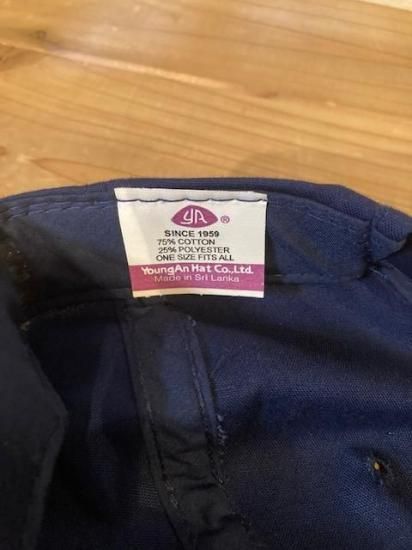 YA ®
SINCE 1959
75% COTTON
25% POLYESTER
ONE SIZE FITS ALL
YoungAn Hat Co.,Ltd.
Made in Sri Lanka